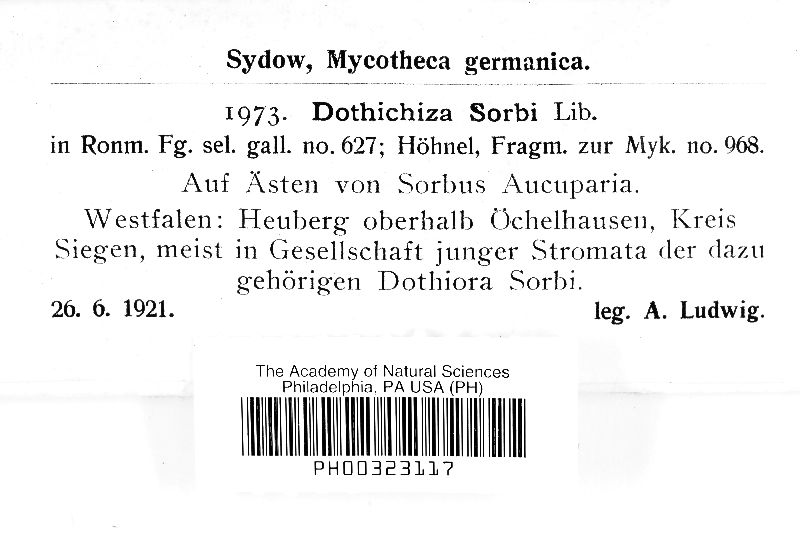 Sydow, Mycotheca germanica.
1973. Dothichiza Sorbi Lib.
in Ronm. Fg. sel. gall. no. 627; Höhnel, Fragm. zur Myk. no. 968.
Auf Ästen von Sorbus Aucuparia.
Westfalen: Heuberg oberhalb Öchelhausen, Kreis
Siegen, meist in Gesellschaft junger Stromata der dazu
gehörigen Dothiora Sorbi.
26. 6. 1921. leg. A. Ludwig.
The Academy of Natural Sciences
Philadelphia, PA USA (PH)
PH00323117